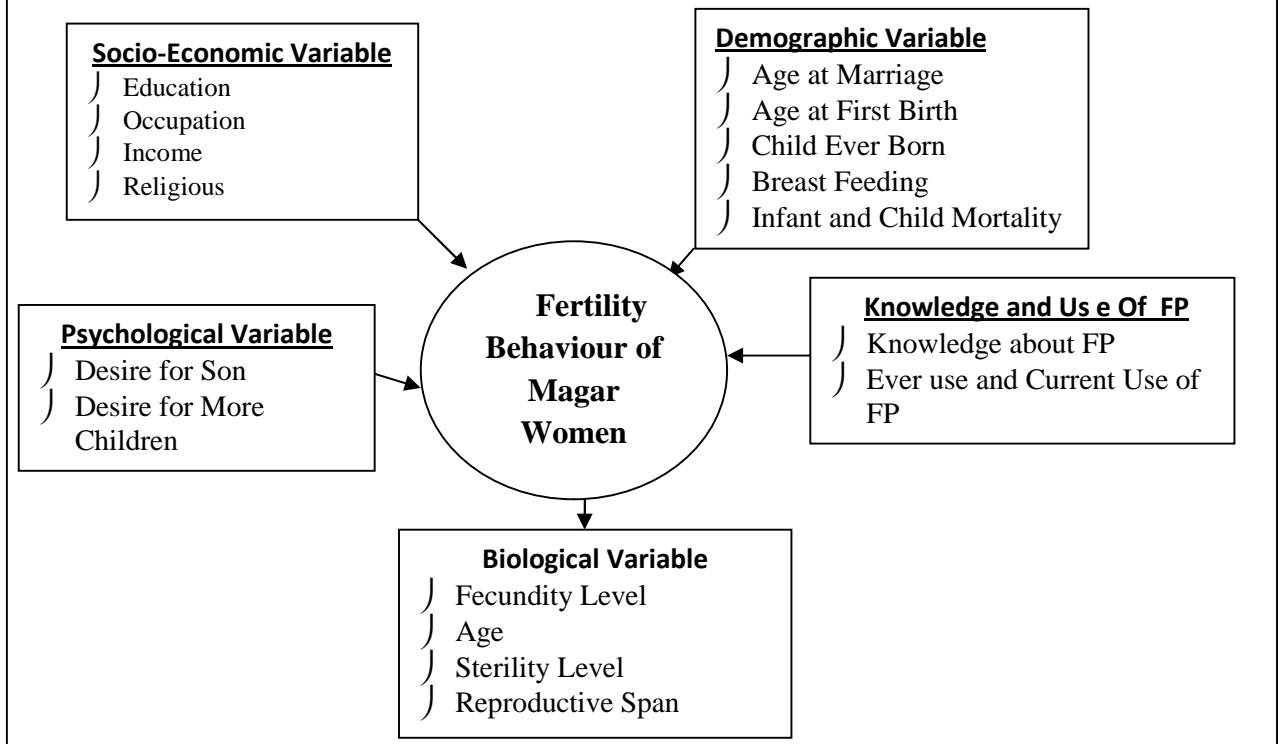 Socio-Economic Variable
Education
Occupation
Income
Religious
Demographic Variable
Age at Marriage
Age at First Birth
Child Ever Born
Breast Feeding
Infant and Child Mortality
Psychological Variable
Desire for Son
Desire for More
Children
Fertility
Behaviour of
Magar
Women
Knowledge and Us e Of FP
Knowledge about FP
Ever use and Current Use of
FP
Biological Variable
Fecundity Level
Age
Sterility Level
Reproductive Span